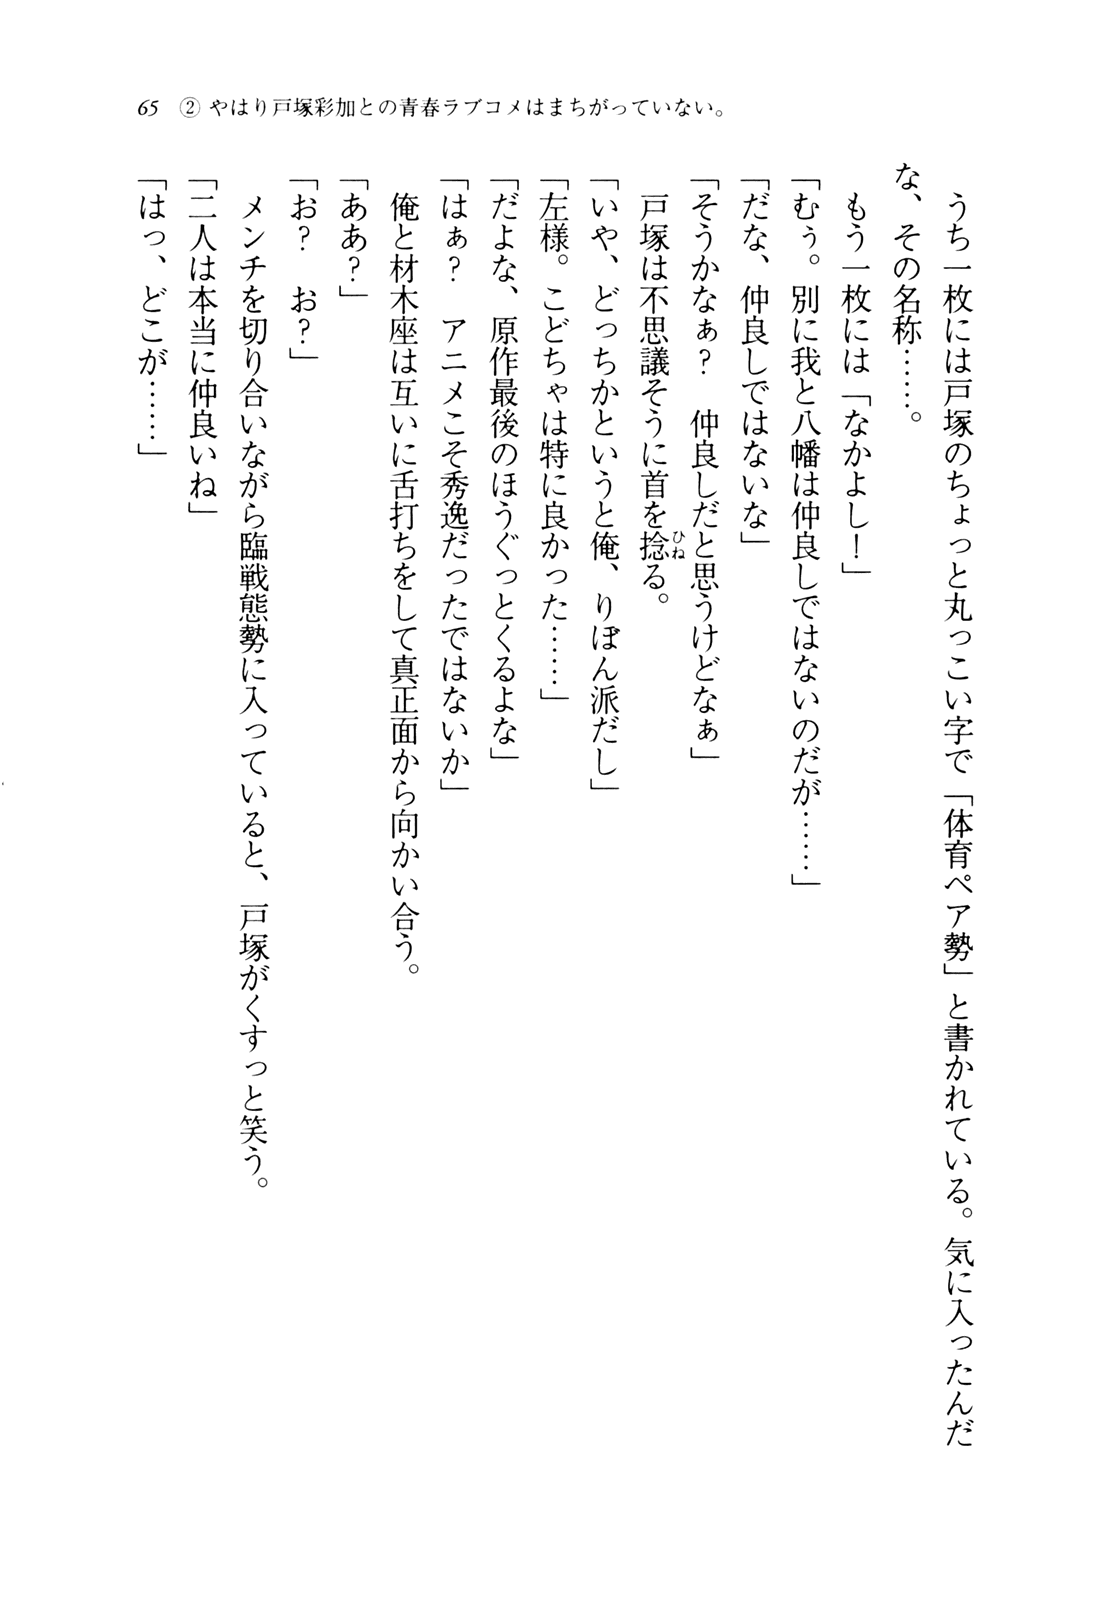 65 ② やはり戸塚彩加との青春ラブコメはまちがっていない。
　うち一枚には戸塚のちょっと丸っこい字で「体育ペア勢」と書かれている。気に入ったんだ
な、その名称……。
　もう一枚には「なかよし！」
「むぅ。別に我と八幡は仲良しではないのだが……」
「だな、仲良しではないな」
「そうかなぁ？　仲良しだと思うけどなぁ」
　戸塚は不思議そうに首を捻ひねる。
「いや、どっちかというと俺、りぼん派だし」
「左様。こどちゃは特に良かった……」
「だよな、原作最後のほうぐっとくるよな」
「はぁ？　アニメこそ秀逸だったではないか」
　俺と材木座は互いに舌打ちをして真正面から向かい合う。
「ああ？」
「お？　お？」
　メンチを切り合いながら臨戦態勢に入っていると、戸塚がくすっと笑う。
「二人は本当に仲良いね」
「はっ、どこが……」